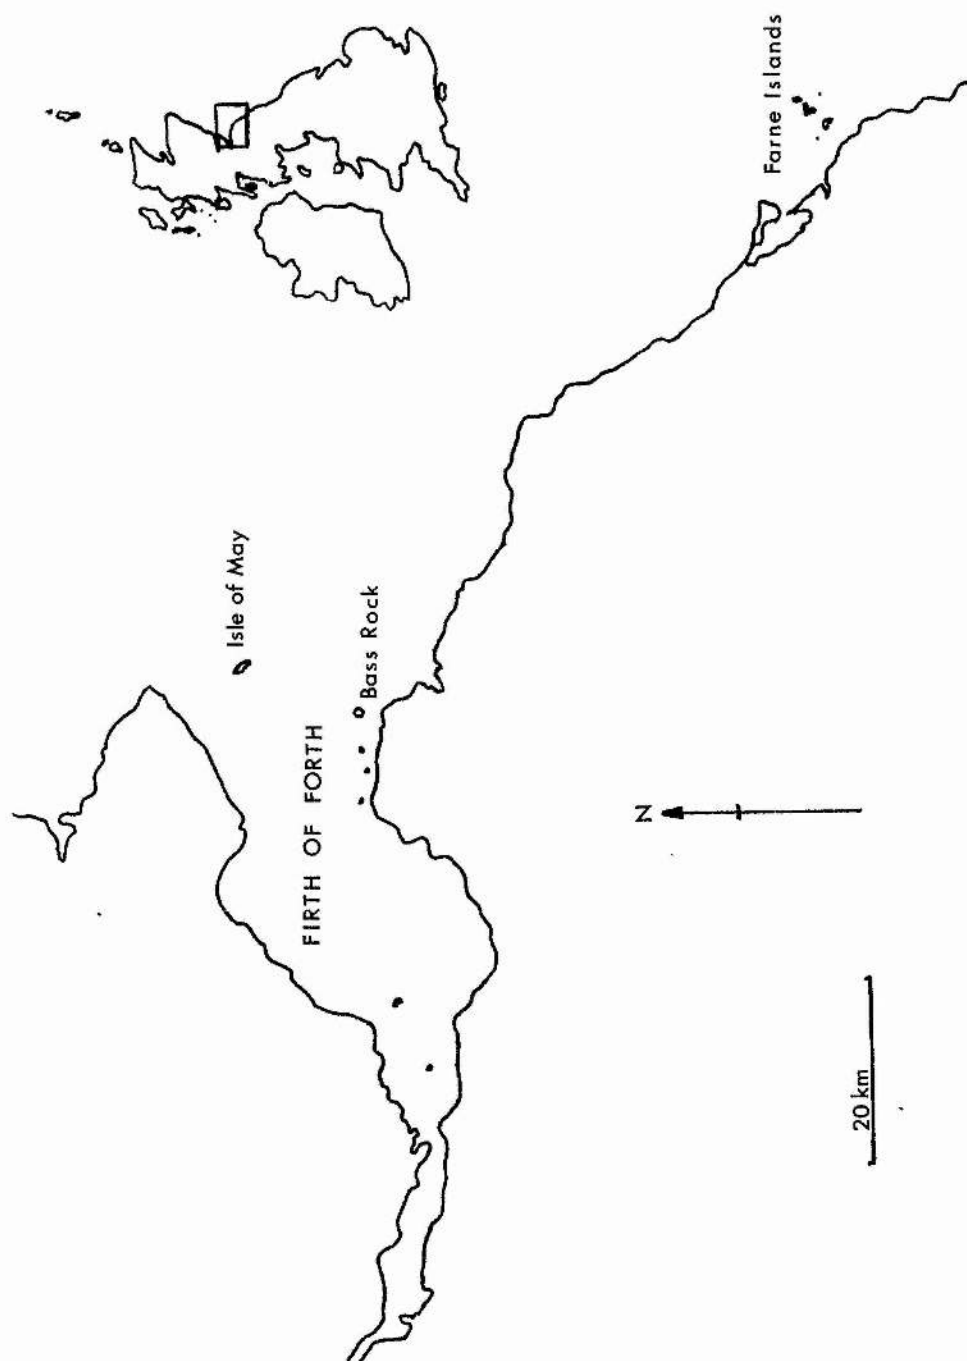 Farne Islands
Isle of May
Bass Rock
FIRTH OF FORTH
N
20 km